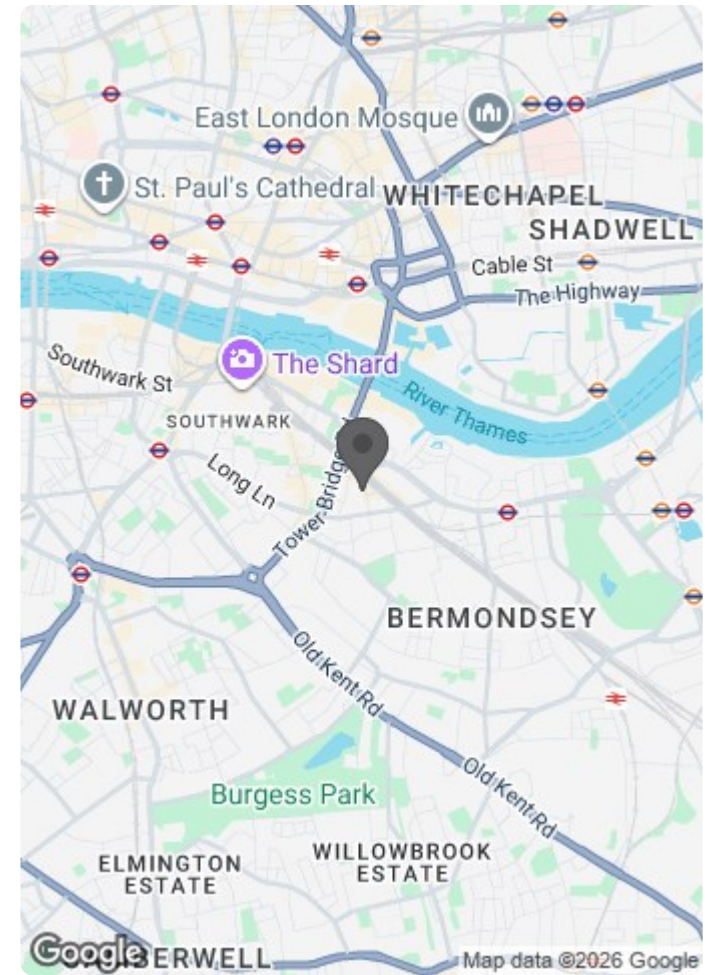 East London Mosque
St. Paul's Cathedral
WHITECHAPEL
SHADWELL
Cable St
The Highway
Southwark St
The Shard
River Thames
SOUTHWARK
Long Ln
Tower Bridge
BERMONDSEY
Old Kent Rd
WALWORTH
Old Kent Rd
Burgess Park
ELMINGTON
ESTATE
WILLOWBROOK
ESTATE
Google
BERWELL
Map data ©2026 Google